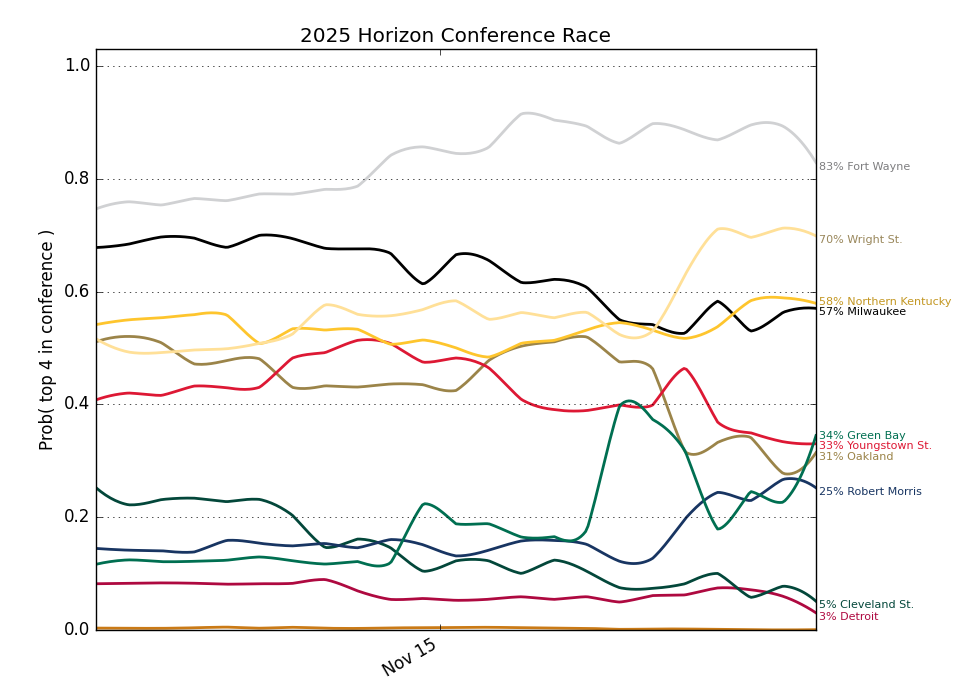 2025 Horizon Conference Race
1.0
0.8
0.6
0.4
0.2
0.0
Prob( top 4 in conference )
Nov 15
83% Fort Wayne
70% Wright St.
58% Northern Kentucky
57% Milwaukee
34% Green Bay
33% Youngstown St.
31% Oakland
25% Robert Morris
5% Cleveland St.
3% Detroit